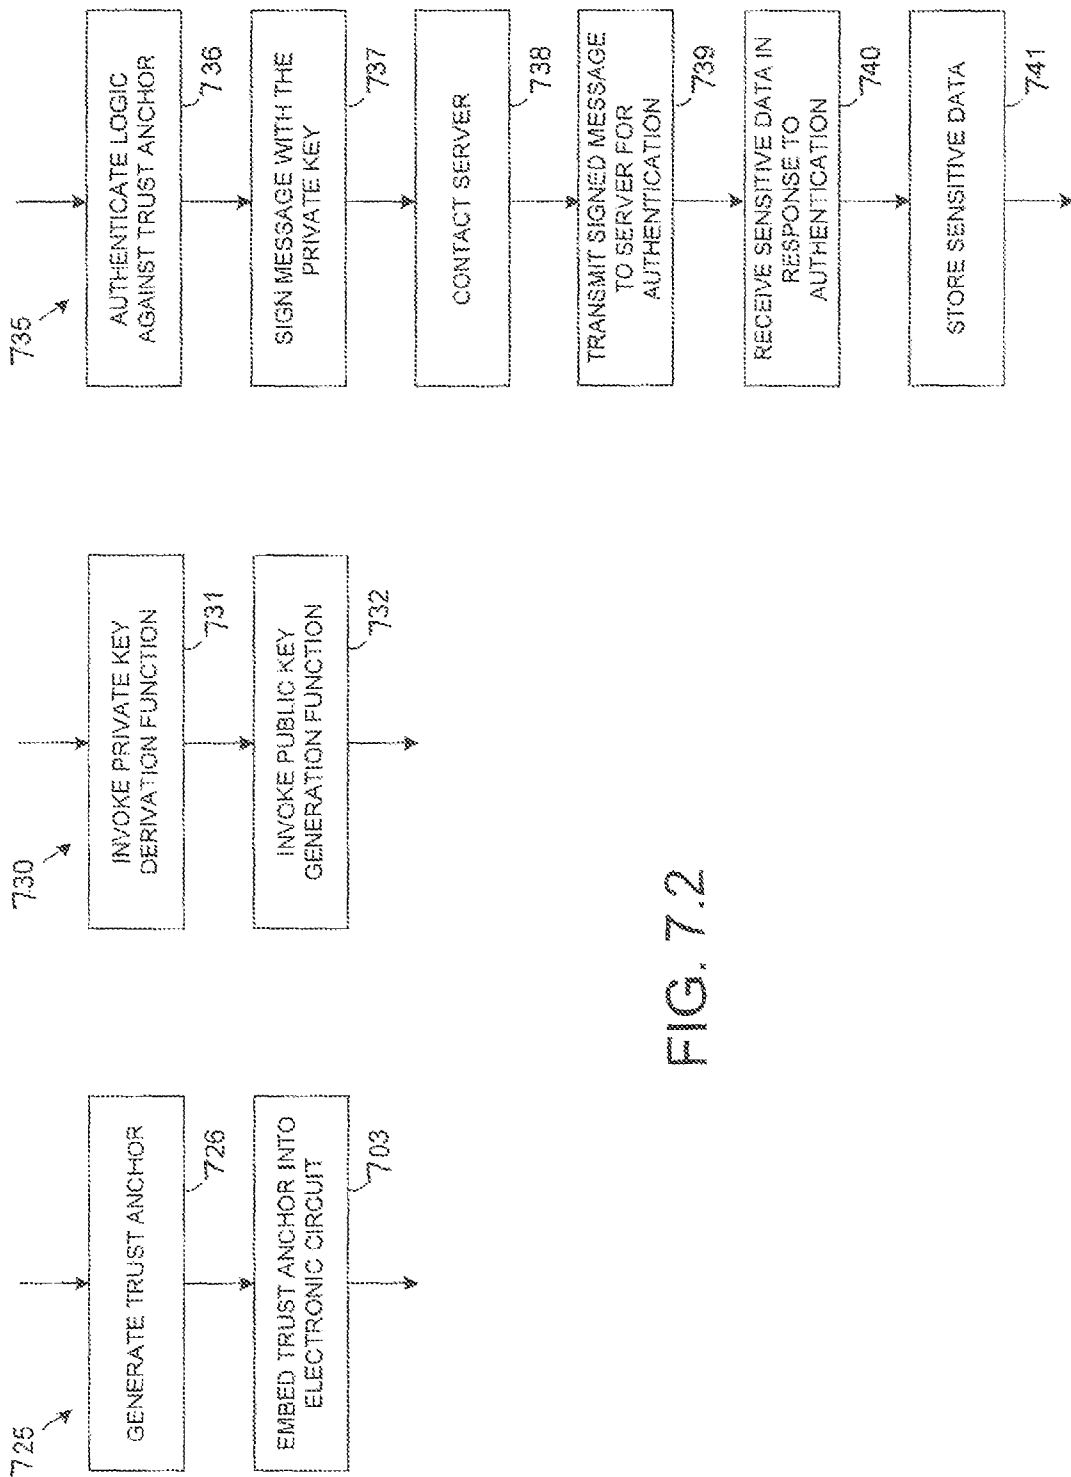 725
GENERATE TRUST ANCHOR
726
EMBED TRUST ANCHOR INTO
ELECTRONIC CIRCUIT
703
730
INVOKE PRIVATE KEY
DERIVATION FUNCTION
731
INVOKE PUBLIC KEY
GENERATION FUNCTION
732
735
AUTHENTICATE LOGIC
AGAINST TRUST ANCHOR
736
SIGN MESSAGE WITH THE
PRIVATE KEY
737
CONTACT SERVER
738
TRANSMIT SIGNED MESSAGE
TO SERVER FOR
AUTHENTICATION
739
RECEIVE SENSITIVE DATA IN
RESPONSE TO
AUTHENTICATION
740
STORE SENSITIVE DATA
741
FIG. 7.2